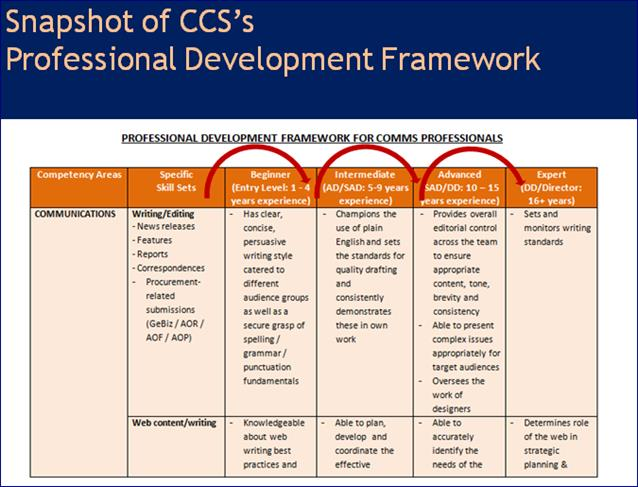 Snapshot of CCS's
Professional Development Framework
PROFESSIONAL DEVELOPMENT FRAMEWORK FOR COMMS PROFESSIONALS
Competency Areas
Specific
Skill Sets
Beginner
(Entry Level: 1 - 4
years experience)
Intermediate
(AD/SAD: 5-9 years
experience)
Advanced
SAD/DD: 10 – 15
years experience)
Expert
(DD/Director:
16+ years)
COMMUNICATIONS
Writing/Editing
- News releases
- Features
- Reports
- Correspondences
- Procurement-
related
submissions
(GeBiz / AOR /
AOF / AOP)
- Has clear,
concise,
persuasive
writing style
catered to
different
audience groups
as well as a
secure grasp of
spelling /
grammar /
punctuation
fundamentals
- Champions the
use of plain
English and sets
the standards for
quality drafting
and
consistently
demonstrates
these in own
work
- Provides overall
editorial control
across the team
to ensure
appropriate
content, tone,
brevity and
consistency
- Able to present
complex issues
appropriately for
target audiences
- Oversees the
work of
designers
- Sets and
monitors writing
standards
Web content/writing
- Knowledgeable
about web
writing best
practices and
- Able to plan,
develop and
coordinate the
effective
- Able to
accurately
identify the
needs of the
- Determines role
of the web in
strategic
planning &